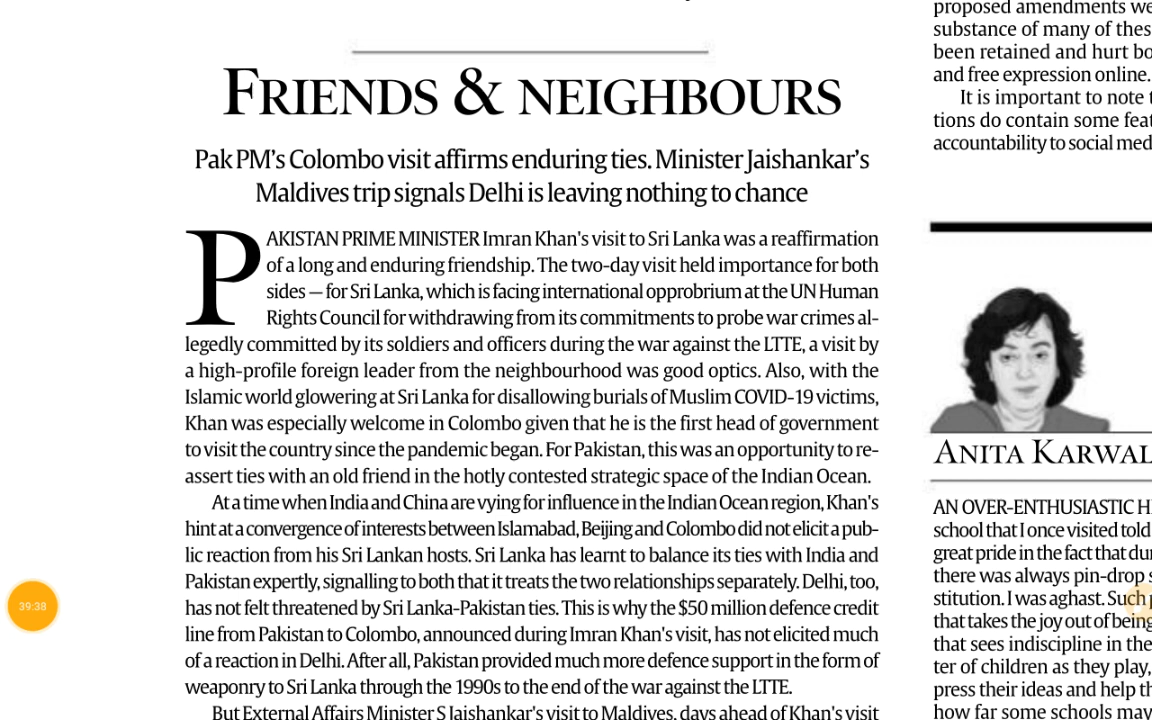 FRIENDS & NEIGHBOURS
Pak PM's Colombo visit affirms enduring ties. Minister Jaishankar's
Maldives trip signals Delhi is leaving nothing to chance
PAKISTAN PRIME MINISTER Imran Khan's visit to Sri Lanka was a reaffirmation
of a long and enduring friendship. The two-day visit held importance for both
sides — for Sri Lanka, which is facing international opprobrium at the UN Human
Rights Council for withdrawing from its commitments to probe war crimes al-
legedly committed by its soldiers and officers during the war against the LTTE, a visit by
a high-profile foreign leader from the neighbourhood was good optics. Also, with the
Islamic world glowering at Sri Lanka for disallowing burials of Muslim COVID-19 victims,
Khan was especially welcome in Colombo given that he is the first head of government
to visit the country since the pandemic began. For Pakistan, this was an opportunity to re-
assert ties with an old friend in the hotly contested strategic space of the Indian Ocean.
At a time when India and China are vying for influence in the Indian Ocean region, Khan's
hint at a convergence of interests between Islamabad, Beijing and Colombo did not elicit a pub-
lic reaction from his Sri Lankan hosts. Sri Lanka has learnt to balance its ties with India and
Pakistan expertly, signalling to both that it treats the two relationships separately. Delhi, too,
has not felt threatened by Sri Lanka-Pakistan ties. This is why the $50 million defence credit
line from Pakistan to Colombo, announced during Imran Khan's visit, has not elicited much
of a reaction in Delhi. After all, Pakistan provided much more defence support in the form of
weaponry to Sri Lanka through the 1990s to the end of the war against the LTTE.
But External Affairs Minister S Jaishankar's visit to Maldives, days ahead of Khan's visit
39:38
proposed amendments we
substance of many of thes
been retained and hurt bo
and free expression online.
It is important to note t
tions do contain some feat
accountability to social med
ANITA KARWAL
AN OVER-ENTHUSIASTIC H
school that I once visited told
great pride in the fact that dur
there was always pin-drop s
stitution. I was aghast. Such p
that takes the joy out of being
that sees indiscipline in the
ter of children as they play,
press their ideas and help th
how far some schools may